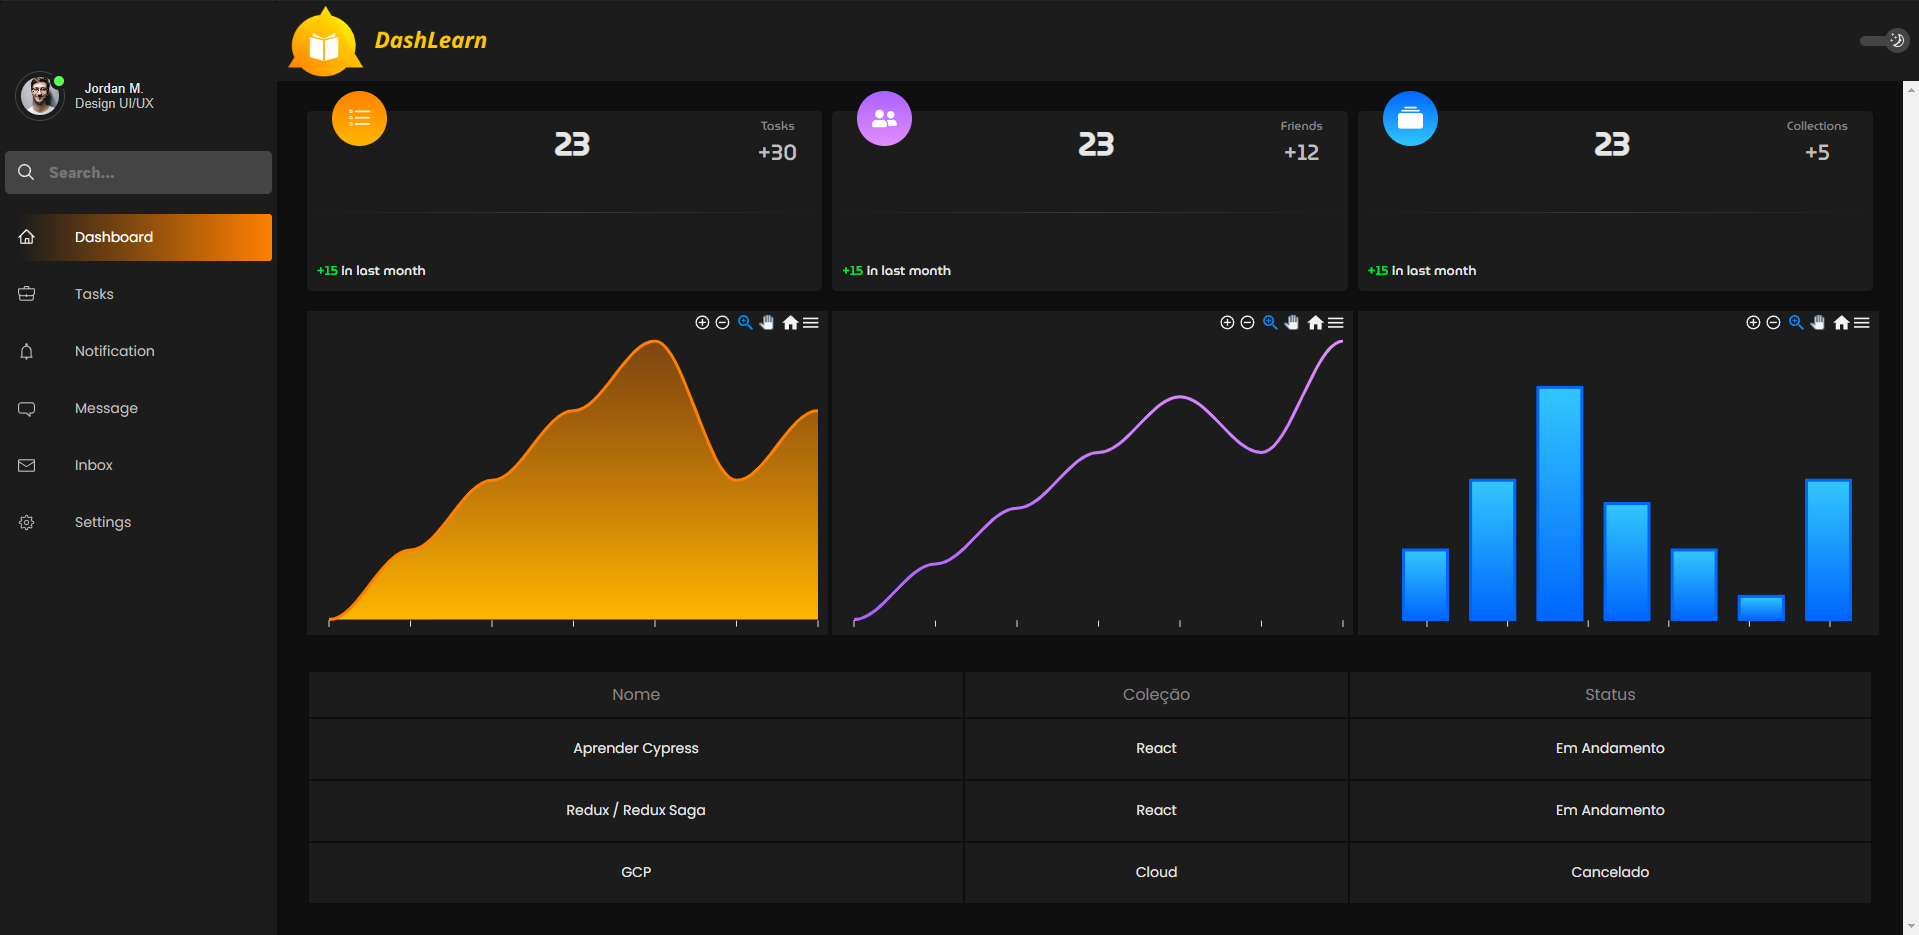 DashLearn
Jordan M.
Design UI/UX
Search...
Dashboard
Tasks
Notification
Message
Inbox
Settings
23
Tasks
+30
+15 in last month
23
Friends
+12
+15 in last month
23
Collections
+5
+15 in last month
Nome Coleção Status
Aprender Cypress React Em Andamento
Redux / Redux Saga React Em Andamento
GCP Cloud Cancelado